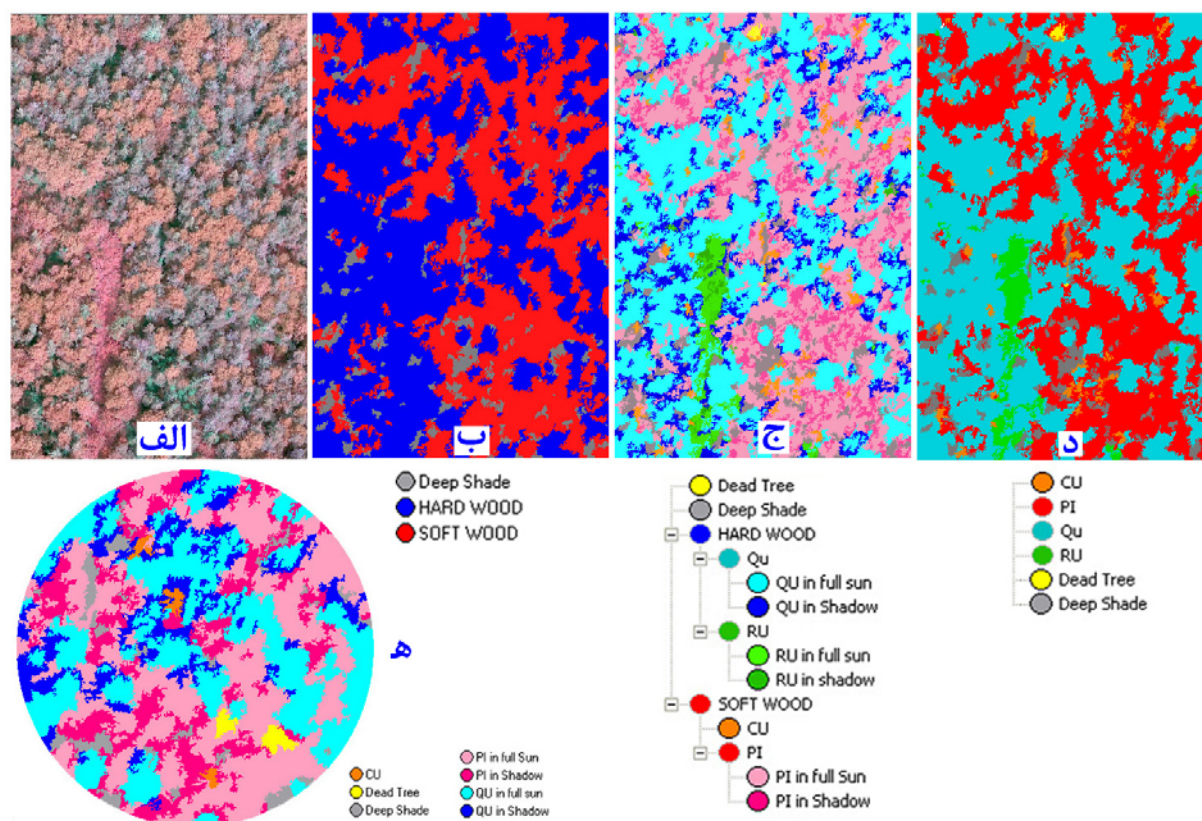 الف
ب
ج
د
ه
Deep Shade
HARD WOOD
SOFT WOOD
CU
Dead Tree
Deep Shade
PI in full Sun
PI in Shadow
QU in full sun
QU in Shadow
Dead Tree
Deep Shade
HARD WOOD
Qu
QU in full sun
QU in Shadow
RU
RU in full sun
RU in shadow
SOFT WOOD
CU
PI
PI in full Sun
PI in Shadow
CU
PI
Qu
RU
Dead Tree
Deep Shade